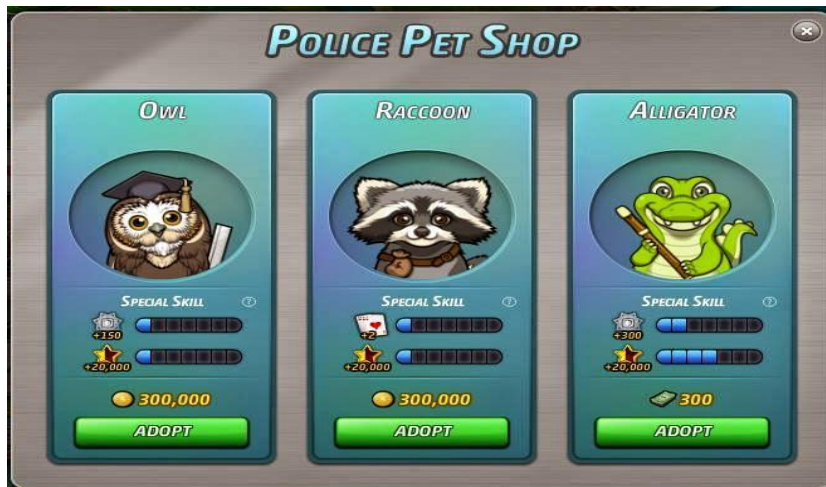 POLICE PET SHOP
OWL
SPECIAL SKILL
?
+150
+20,000
300,000
ADOPT
RACCOON
SPECIAL SKILL
?
+2
+20,000
300,000
ADOPT
ALLIGATOR
SPECIAL SKILL
?
+300
+20,000
300
ADOPT